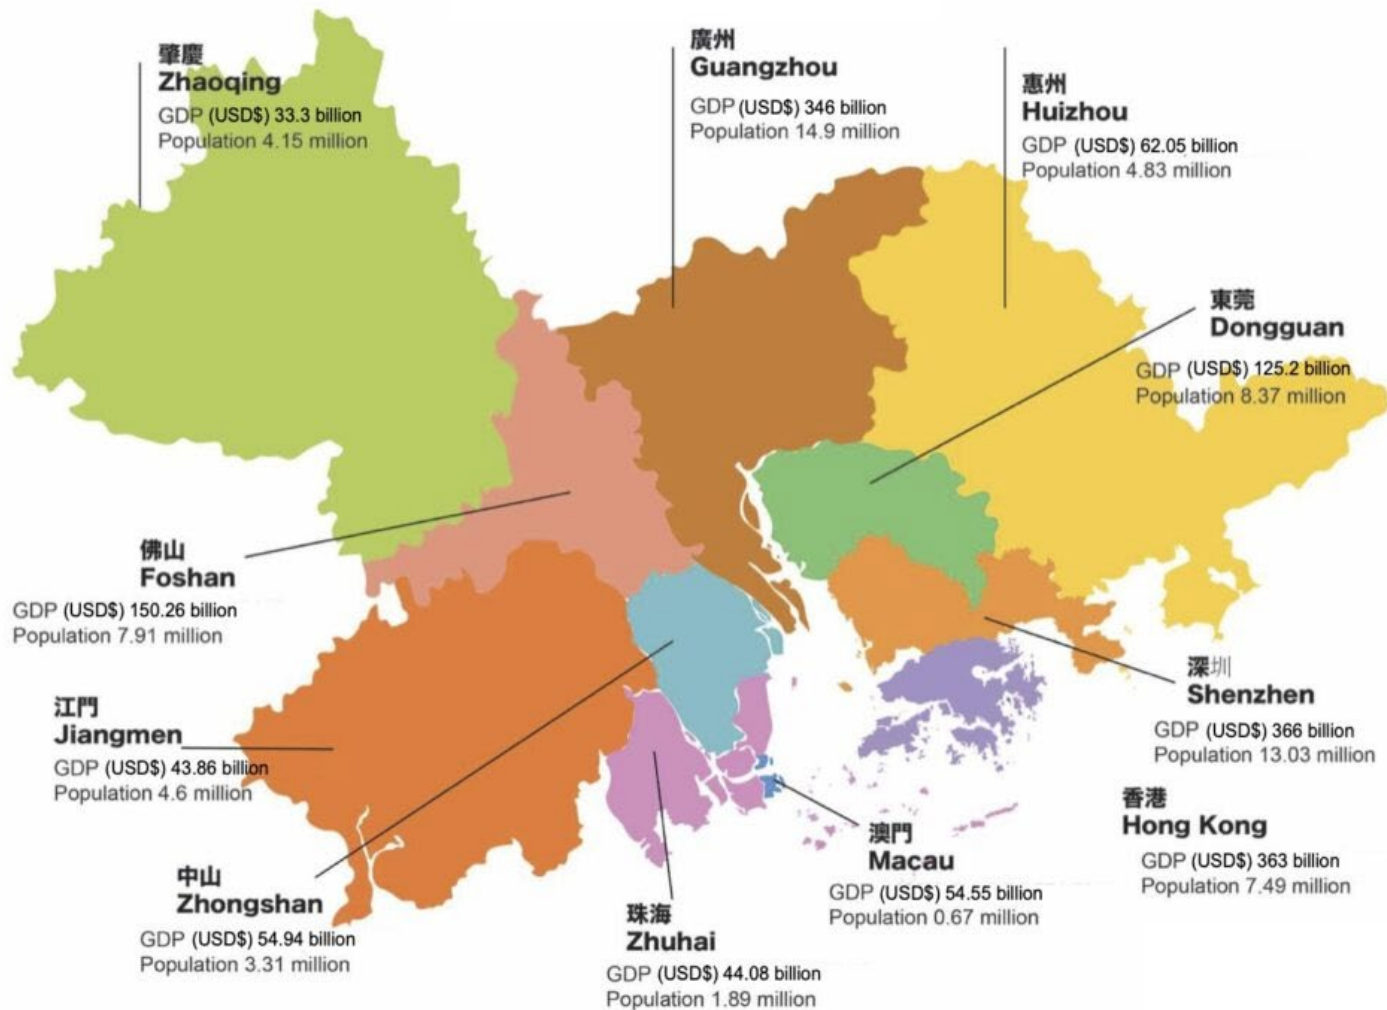 肇慶
Zhaoqing
GDP (USD$) 33.3 billion
Population 4.15 million
廣州
Guangzhou
GDP (USD$) 346 billion
Population 14.9 million
惠州
Huizhou
GDP (USD$) 62.05 billion
Population 4.83 million
東莞
Dongguan
GDP (USD$) 125.2 billion
Population 8.37 million
佛山
Foshan
GDP (USD$) 150.26 billion
Population 7.91 million
深圳
Shenzhen
GDP (USD$) 366 billion
Population 13.03 million
江門
Jiangmen
GDP (USD$) 43.86 billion
Population 4.6 million
香港
Hong Kong
GDP (USD$) 363 billion
Population 7.49 million
澳門
Macau
GDP (USD$) 54.55 billion
Population 0.67 million
中山
Zhongshan
GDP (USD$) 54.94 billion
Population 3.31 million
珠海
Zhuhai
GDP (USD$) 44.08 billion
Population 1.89 million